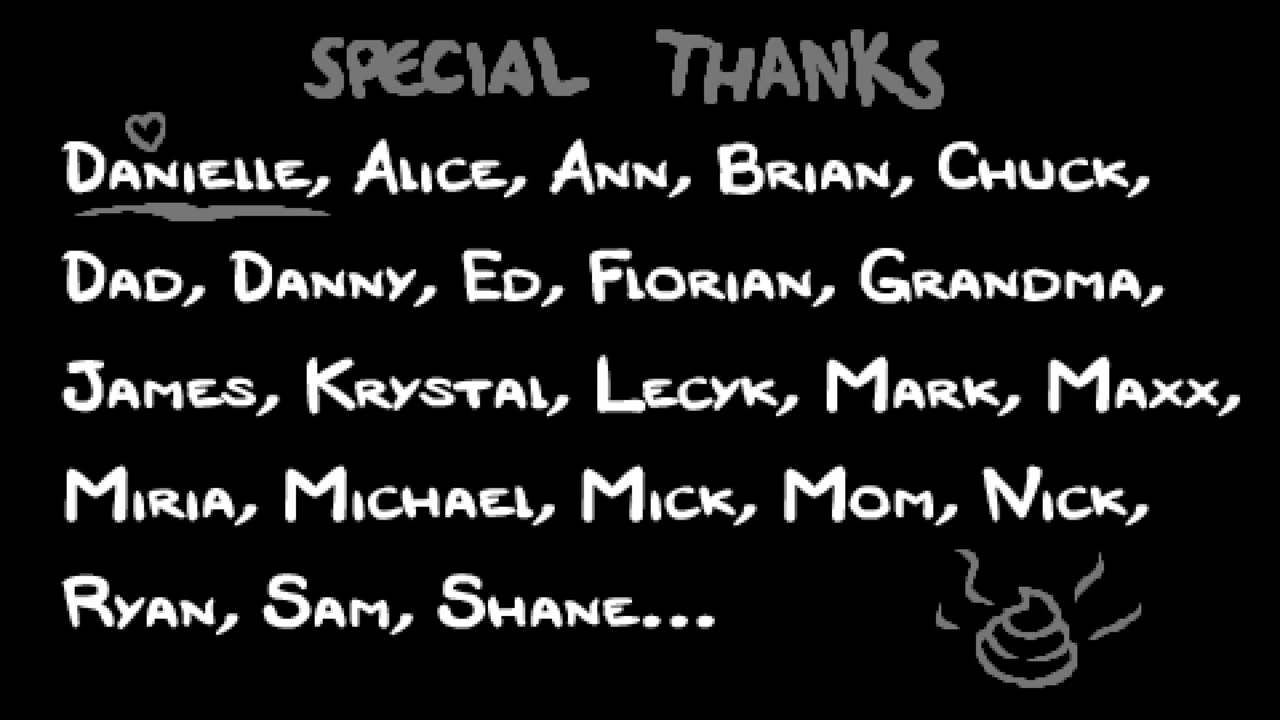 SPECIAL THANKS
DANIELLE, ALICE, ANN, BRIAN, CHUCK,
DAD, DANNY, ED, FLORIAN, GRANDMA,
JAMES, KRYSTAL, LECYK, MARK, MAXX,
MIRIA, MICHAEL, MICK, MOM, NICK,
RYAN, SAM, SHANE...